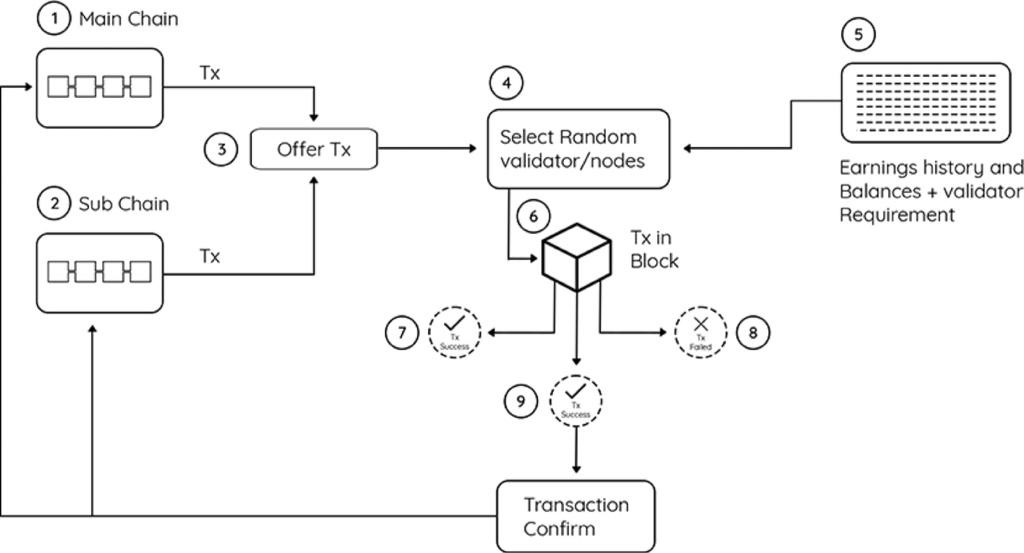 1 Main Chain
Tx
3 Offer Tx
2 Sub Chain
Tx
4
Select Random
validator/nodes
5
Earnings history and
Balances + validator
Requirement
6
Tx in
Block
7
Tx
Success
Tx
Failed
8
9
Tx
Success
Transaction
Confirm